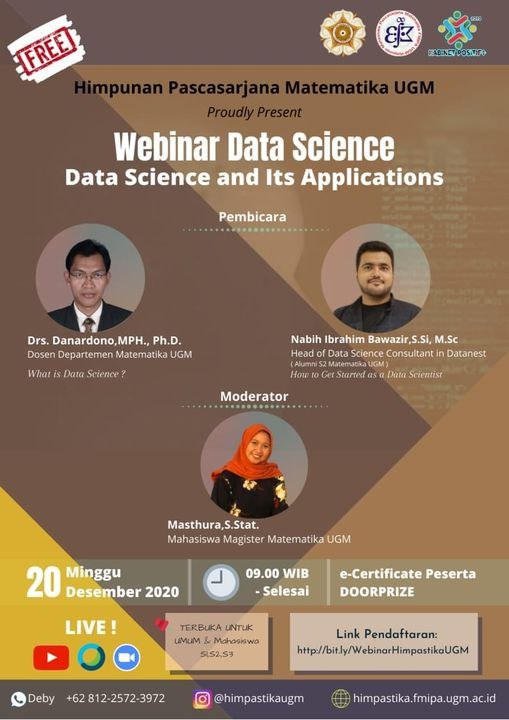 FREE
2020
KABINET POSITIF+
Himpunan Pascasarjana Matematika UGM
Proudly Present
Webinar Data Science
Data Science and Its Applications
Pembicara
Drs. Danardono,MPH., Ph.D.
Dosen Departemen Matematika UGM
What is Data Science ?
Nabih Ibrahim Bawazir,S.Si, M.Sc
Head of Data Science Consultant in Datanest
( Alumni S2 Matematika UGM )
How to Get Started as a Data Scientist
Moderator
Masthura,S.Stat.
Mahasiswa Magister Matematika UGM
20 Minggu
Desember 2020
09.00 WIB
- Selesai
e-Certificate Peserta
DOORPRIZE
LIVE !
TERBUKA UNTUK
UMUM & Mahasiswa
S1,S2,S3
Link Pendaftaran:
http://bit.ly/WebinarHimpastikaUGM
Deby +62 812-2572-3972
@himpastikaugm
himpastika.fmipa.ugm.ac.id